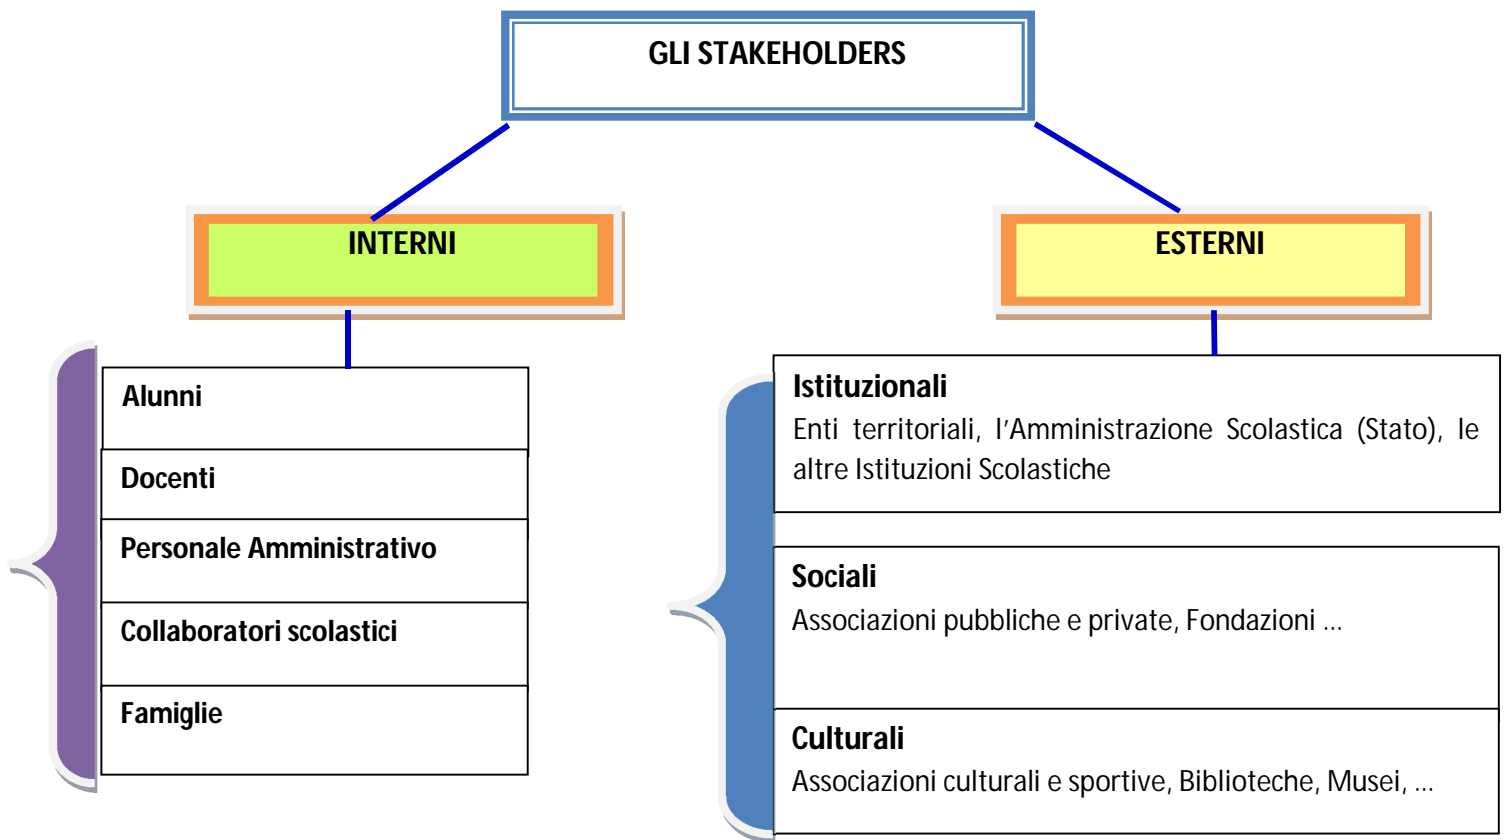 GLI STAKEHOLDERS
INTERNI
Alunni
Docenti
Personale Amministrativo
Collaboratori scolastici
Famiglie
ESTERNI
Istituzionali
Enti territoriali, l'Amministrazione Scolastica (Stato), le
altre Istituzioni Scolastiche
Sociali
Associazioni pubbliche e private, Fondazioni ...
Culturali
Associazioni culturali e sportive, Biblioteche, Musei, ...